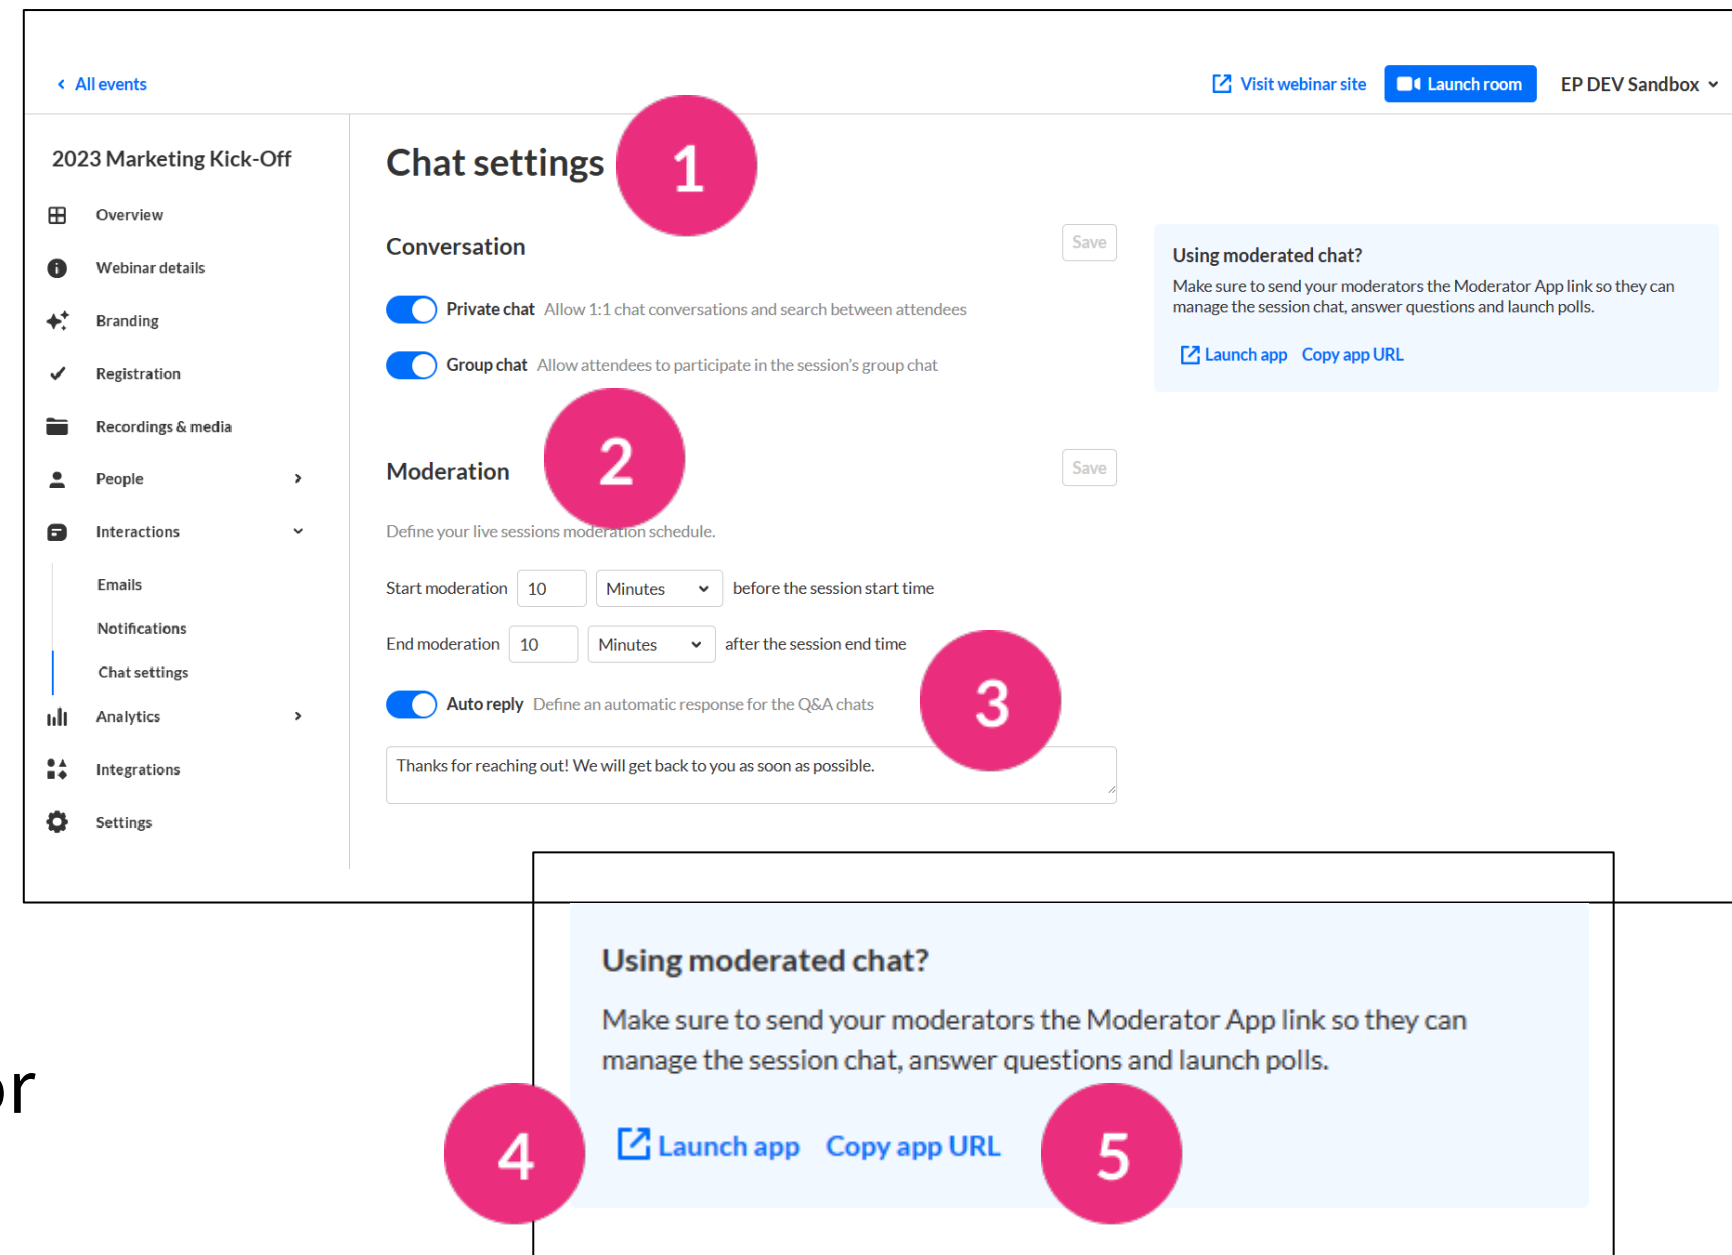 All events
Visit webinar site
Launch room
EP DEV Sandbox
2023 Marketing Kick-Off
Overview
Webinar details
Branding
Registration
Recordings & media
People
Interactions
Emails
Notifications
Chat settings
Analytics
Integrations
Settings
Chat settings
1
Conversation
Save
Private chat Allow 1:1 chat conversations and search between attendees
Group chat Allow attendees to participate in the session's group chat
2
Moderation
Save
Define your live sessions moderation schedule.
Start moderation 10 Minutes before the session start time
End moderation 10 Minutes after the session end time
3
Auto reply Define an automatic response for the Q&A chats
Thanks for reaching out! We will get back to you as soon as possible.
Using moderated chat?
Make sure to send your moderators the Moderator App link so they can
manage the session chat, answer questions and launch polls.
Launch app Copy app URL
Using moderated chat?
Make sure to send your moderators the Moderator App link so they can
manage the session chat, answer questions and launch polls.
4
Launch app Copy app URL
5